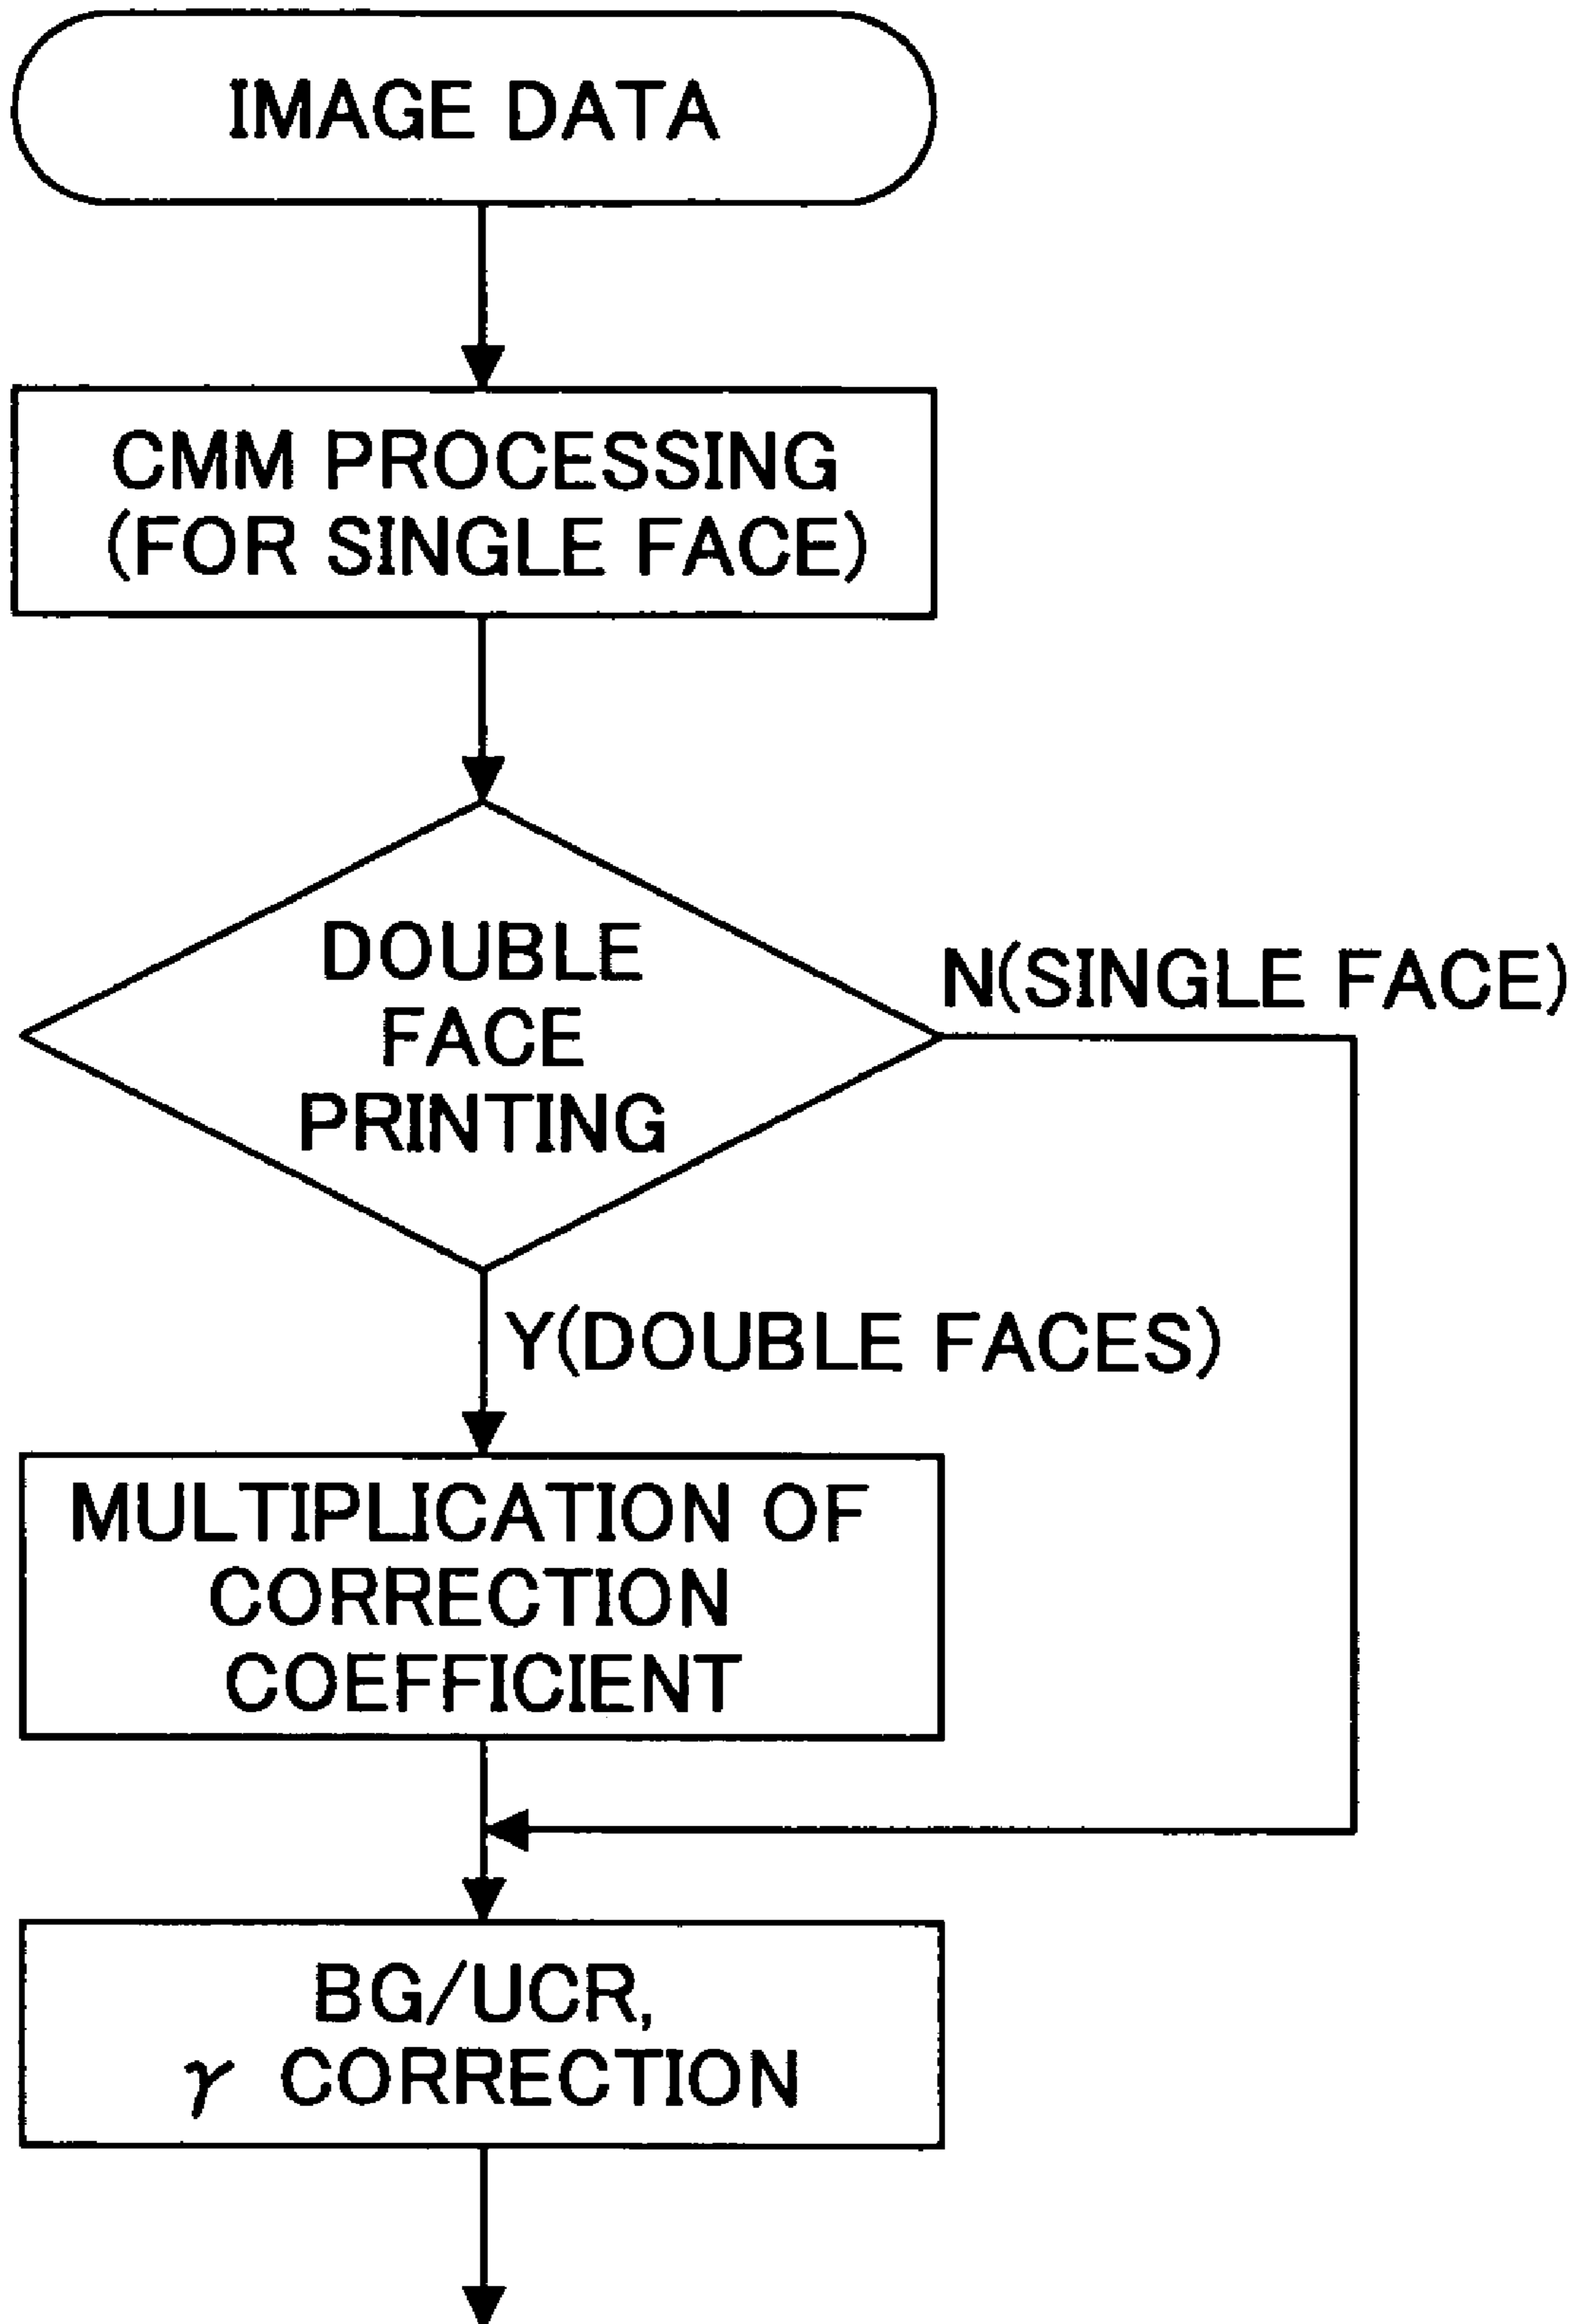 IMAGE DATA
CMM PROCESSING
(FOR SINGLE FACE)
DOUBLE
FACE
PRINTING
N(SINGLE FACE)
Y(DOUBLE FACES)
MULTIPLICATION OF
CORRECTION
COEFFICIENT
BG/UCR,
γ CORRECTION